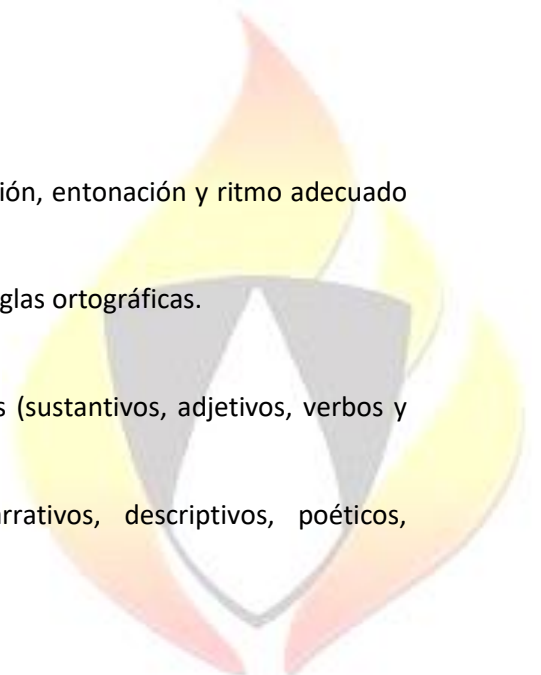 ión, entonación y ritmo adecuado
glas ortográficas.
s (sustantivos, adjetivos, verbos y
rrativos, descriptivos, poéticos,